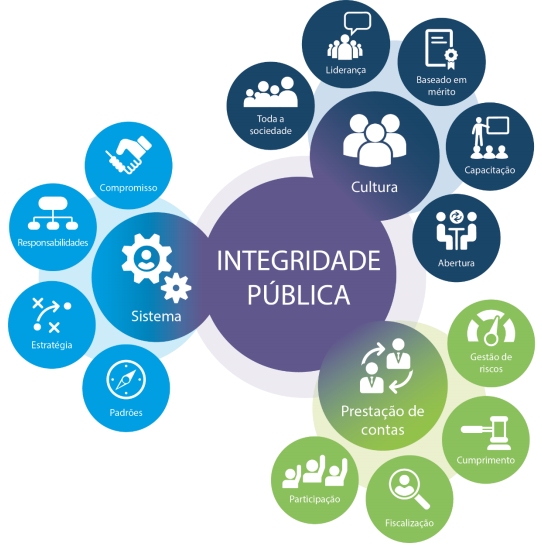 Liderança
Baseado em
mérito
Toda a
sociedade
Cultura
Capacitação
Abertura
Compromisso
Responsabilidades
Sistema
Estratégia
Padrões
INTEGRIDADE
PÚBLICA
Gestão de
riscos
Prestação de
contas
Cumprimento
Participação
Fiscalização